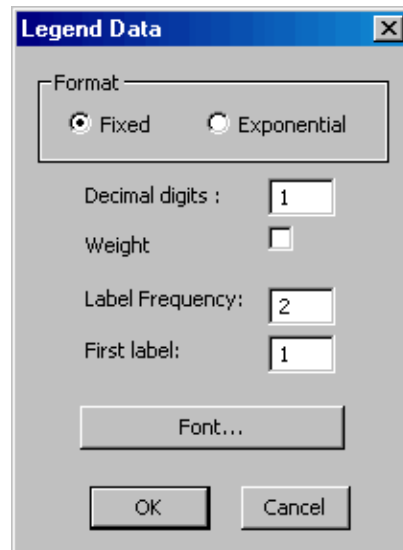 Legend Data
Format
Fixed Exponential
Decimal digits : 1
Weight
Label Frequency: 2
First label: 1
Font...
OK Cancel